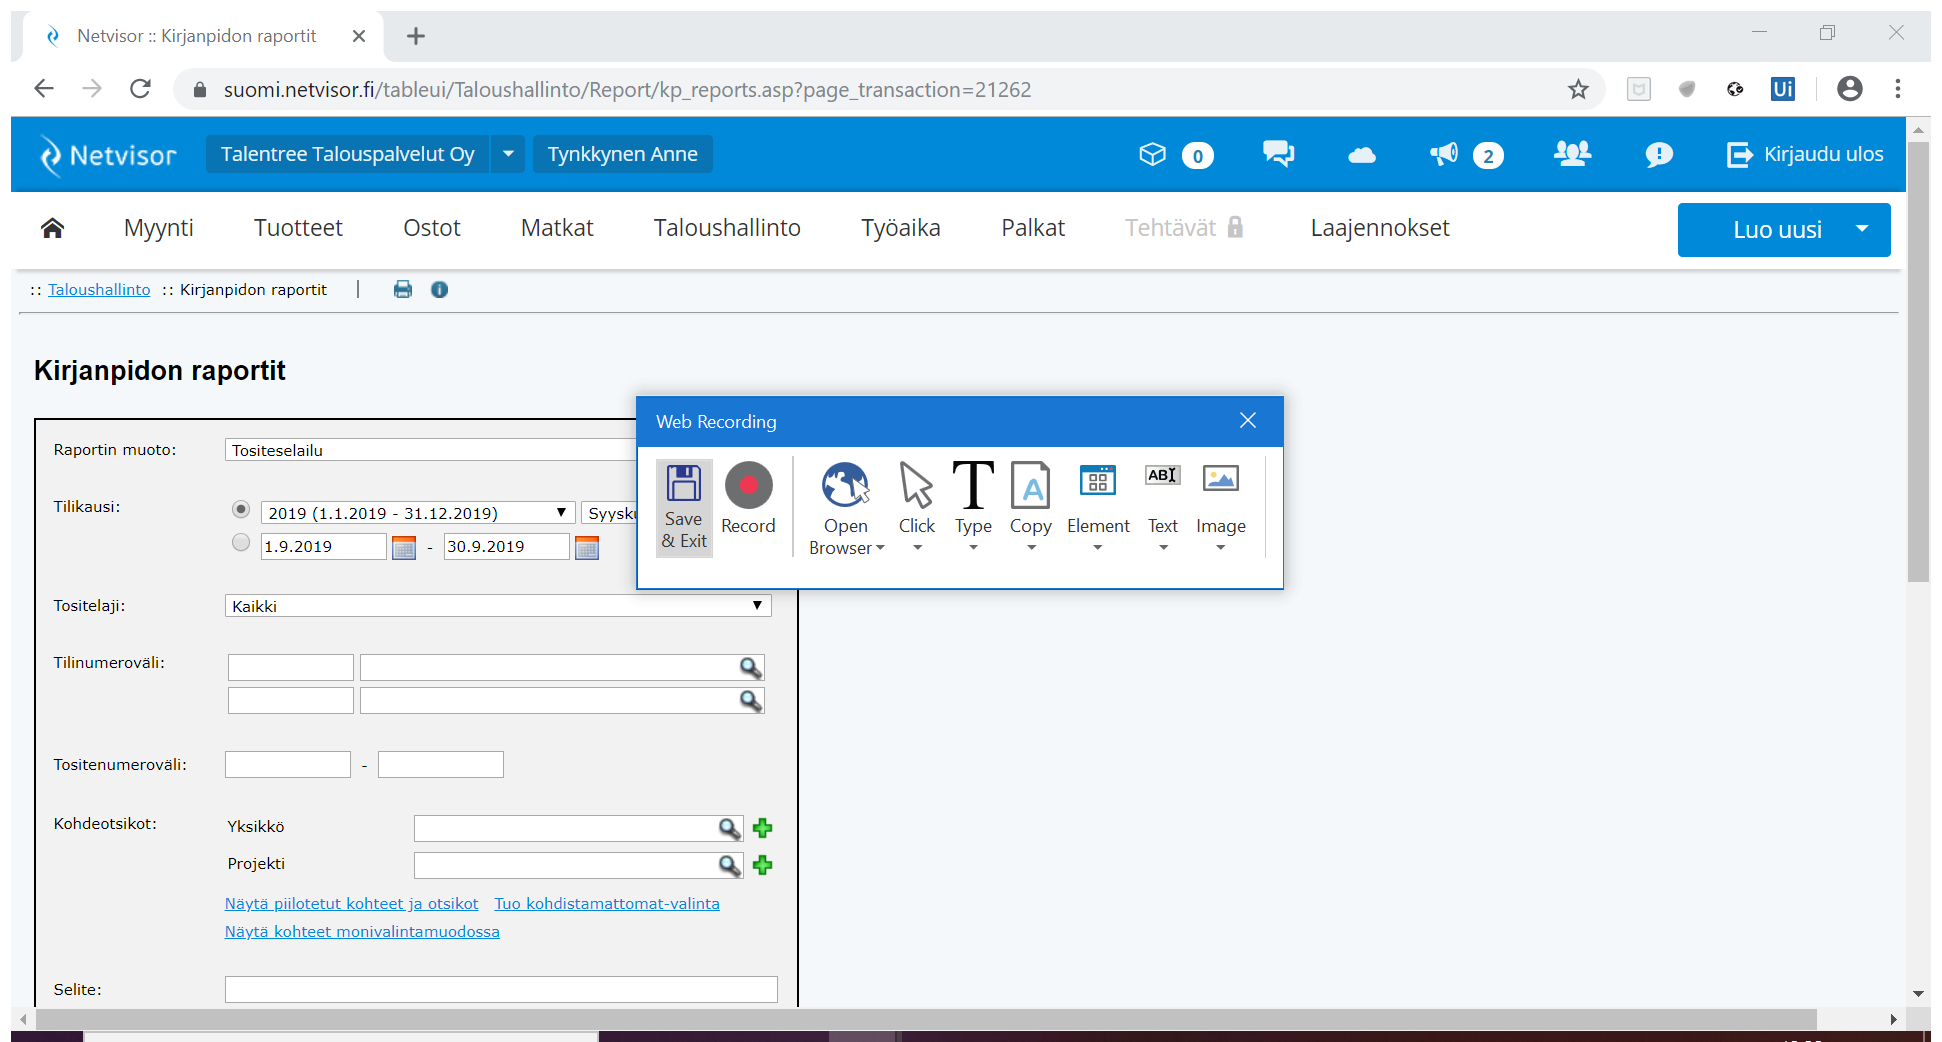 Netvisor :: Kirjanpidon raportit
suomi.netvisor.fi/tableui/Taloushallinto/Report/kp_reports.asp?page_transaction=21262
Ui
Netvisor
Talentree Talouspalvelut Oy
Tynkkynen Anne
0
2
Kirjaudu ulos
Myynti
Tuotteet
Ostot
Matkat
Taloushallinto
Työaika
Palkat
Tehtävät
Laajennokset
Luo uusi
:: Taloushallinto :: Kirjanpidon raportit
Kirjanpidon raportit
Raportin muoto:
Tositeselailu
Tilikausi:
2019 (1.1.2019 - 31.12.2019)
1.9.2019 - 30.9.2019
Web Recording
Save
& Exit
Record
Open
Browser
Click
Type
Copy
Element
ABI
Text
Image
Tositelaji:
Kaikki
Tilinumeroväli:
Tositenumeroväli:
-
Kohdeotsikot:
Yksikkö
Projekti
Näytä piilotetut kohteet ja otsikot
Tuo kohdistamattomat-valinta
Näytä kohteet monivalintamuodossa
Selite: